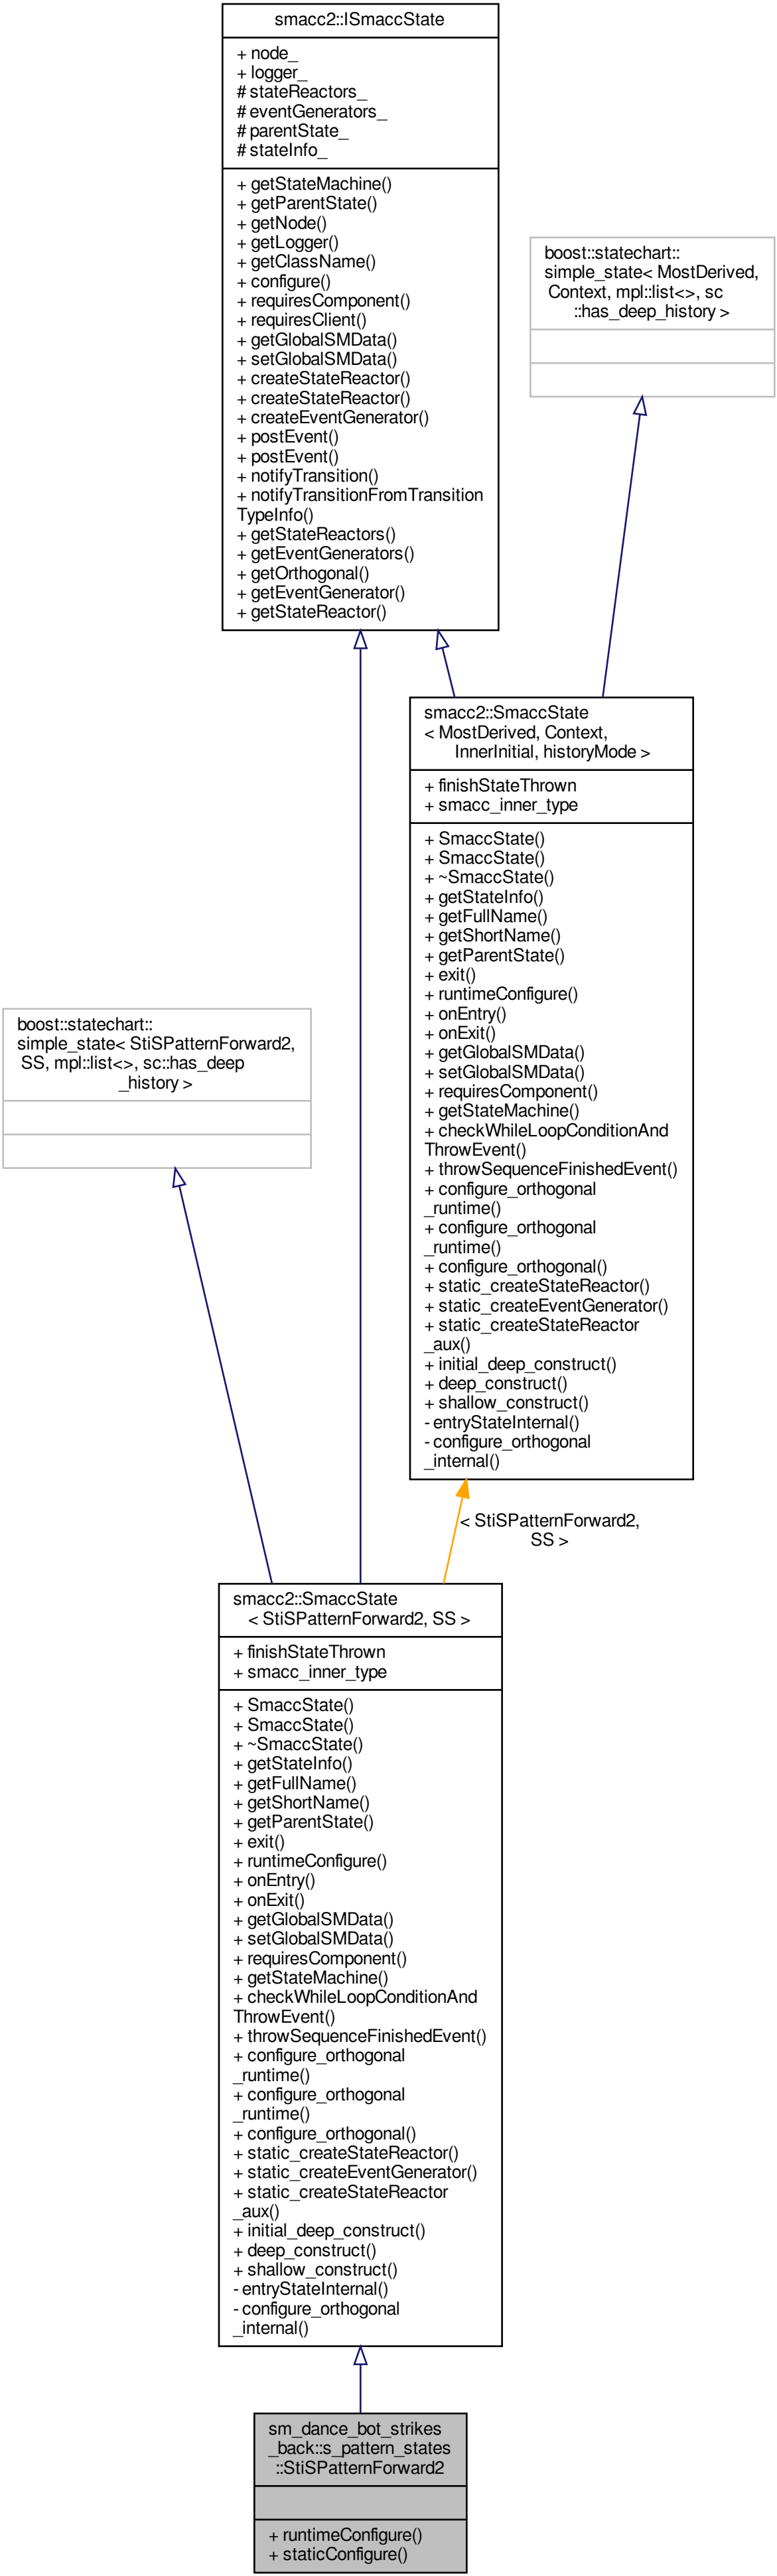 smacc2::ISmaccState
+ node_
+ logger_
# stateReactors_
# eventGenerators_
# parentState_
# stateInfo_
+ getStateMachine()
+ getParentState()
+ getNode()
+ getLogger()
+ getClassName()
+ configure()
+ requiresComponent()
+ requiresClient()
+ getGlobalSMData()
+ setGlobalSMData()
+ createStateReactor()
+ createStateReactor()
+ createEventGenerator()
+ postEvent()
+ postEvent()
+ notifyTransition()
+ notifyTransitionFromTransition
TypeInfo()
+ getStateReactors()
+ getEventGenerators()
+ getOrthogonal()
+ getEventGenerator()
+ getStateReactor()
boost::statechart::
simple_state< MostDerived,
Context, mpl::list<>, sc
::has_deep_history >
smacc2::SmaccState
< MostDerived, Context,
InnerInitial, historyMode >
+ finishStateThrown
+ smacc_inner_type
+ SmaccState()
+ SmaccState()
+ ~SmaccState()
+ getStateInfo()
+ getFullName()
+ getShortName()
+ getParentState()
+ exit()
+ runtimeConfigure()
+ onEntry()
+ onExit()
+ getGlobalSMData()
+ setGlobalSMData()
+ requiresComponent()
+ getStateMachine()
+ checkWhileLoopConditionAnd
ThrowEvent()
+ throwSequenceFinishedEvent()
+ configure_orthogonal
_runtime()
+ configure_orthogonal
_runtime()
+ configure_orthogonal()
+ static_createStateReactor()
+ static_createEventGenerator()
+ static_createStateReactor
_aux()
+ initial_deep_construct()
+ deep_construct()
+ shallow_construct()
- entryStateInternal()
- configure_orthogonal
_internal()
boost::statechart::
simple_state< StiSPatternForward2,
SS, mpl::list<>, sc::has_deep
_history >
< StiSPatternForward2,
SS >
smacc2::SmaccState
< StiSPatternForward2, SS >
+ finishStateThrown
+ smacc_inner_type
+ SmaccState()
+ SmaccState()
+ ~SmaccState()
+ getStateInfo()
+ getFullName()
+ getShortName()
+ getParentState()
+ exit()
+ runtimeConfigure()
+ onEntry()
+ onExit()
+ getGlobalSMData()
+ setGlobalSMData()
+ requiresComponent()
+ getStateMachine()
+ checkWhileLoopConditionAnd
ThrowEvent()
+ throwSequenceFinishedEvent()
+ configure_orthogonal
_runtime()
+ configure_orthogonal
_runtime()
+ configure_orthogonal()
+ static_createStateReactor()
+ static_createEventGenerator()
+ static_createStateReactor
_aux()
+ initial_deep_construct()
+ deep_construct()
+ shallow_construct()
- entryStateInternal()
- configure_orthogonal
_internal()
sm_dance_bot_strikes
_back::s_pattern_states
::StiSPatternForward2
+ runtimeConfigure()
+ staticConfigure()